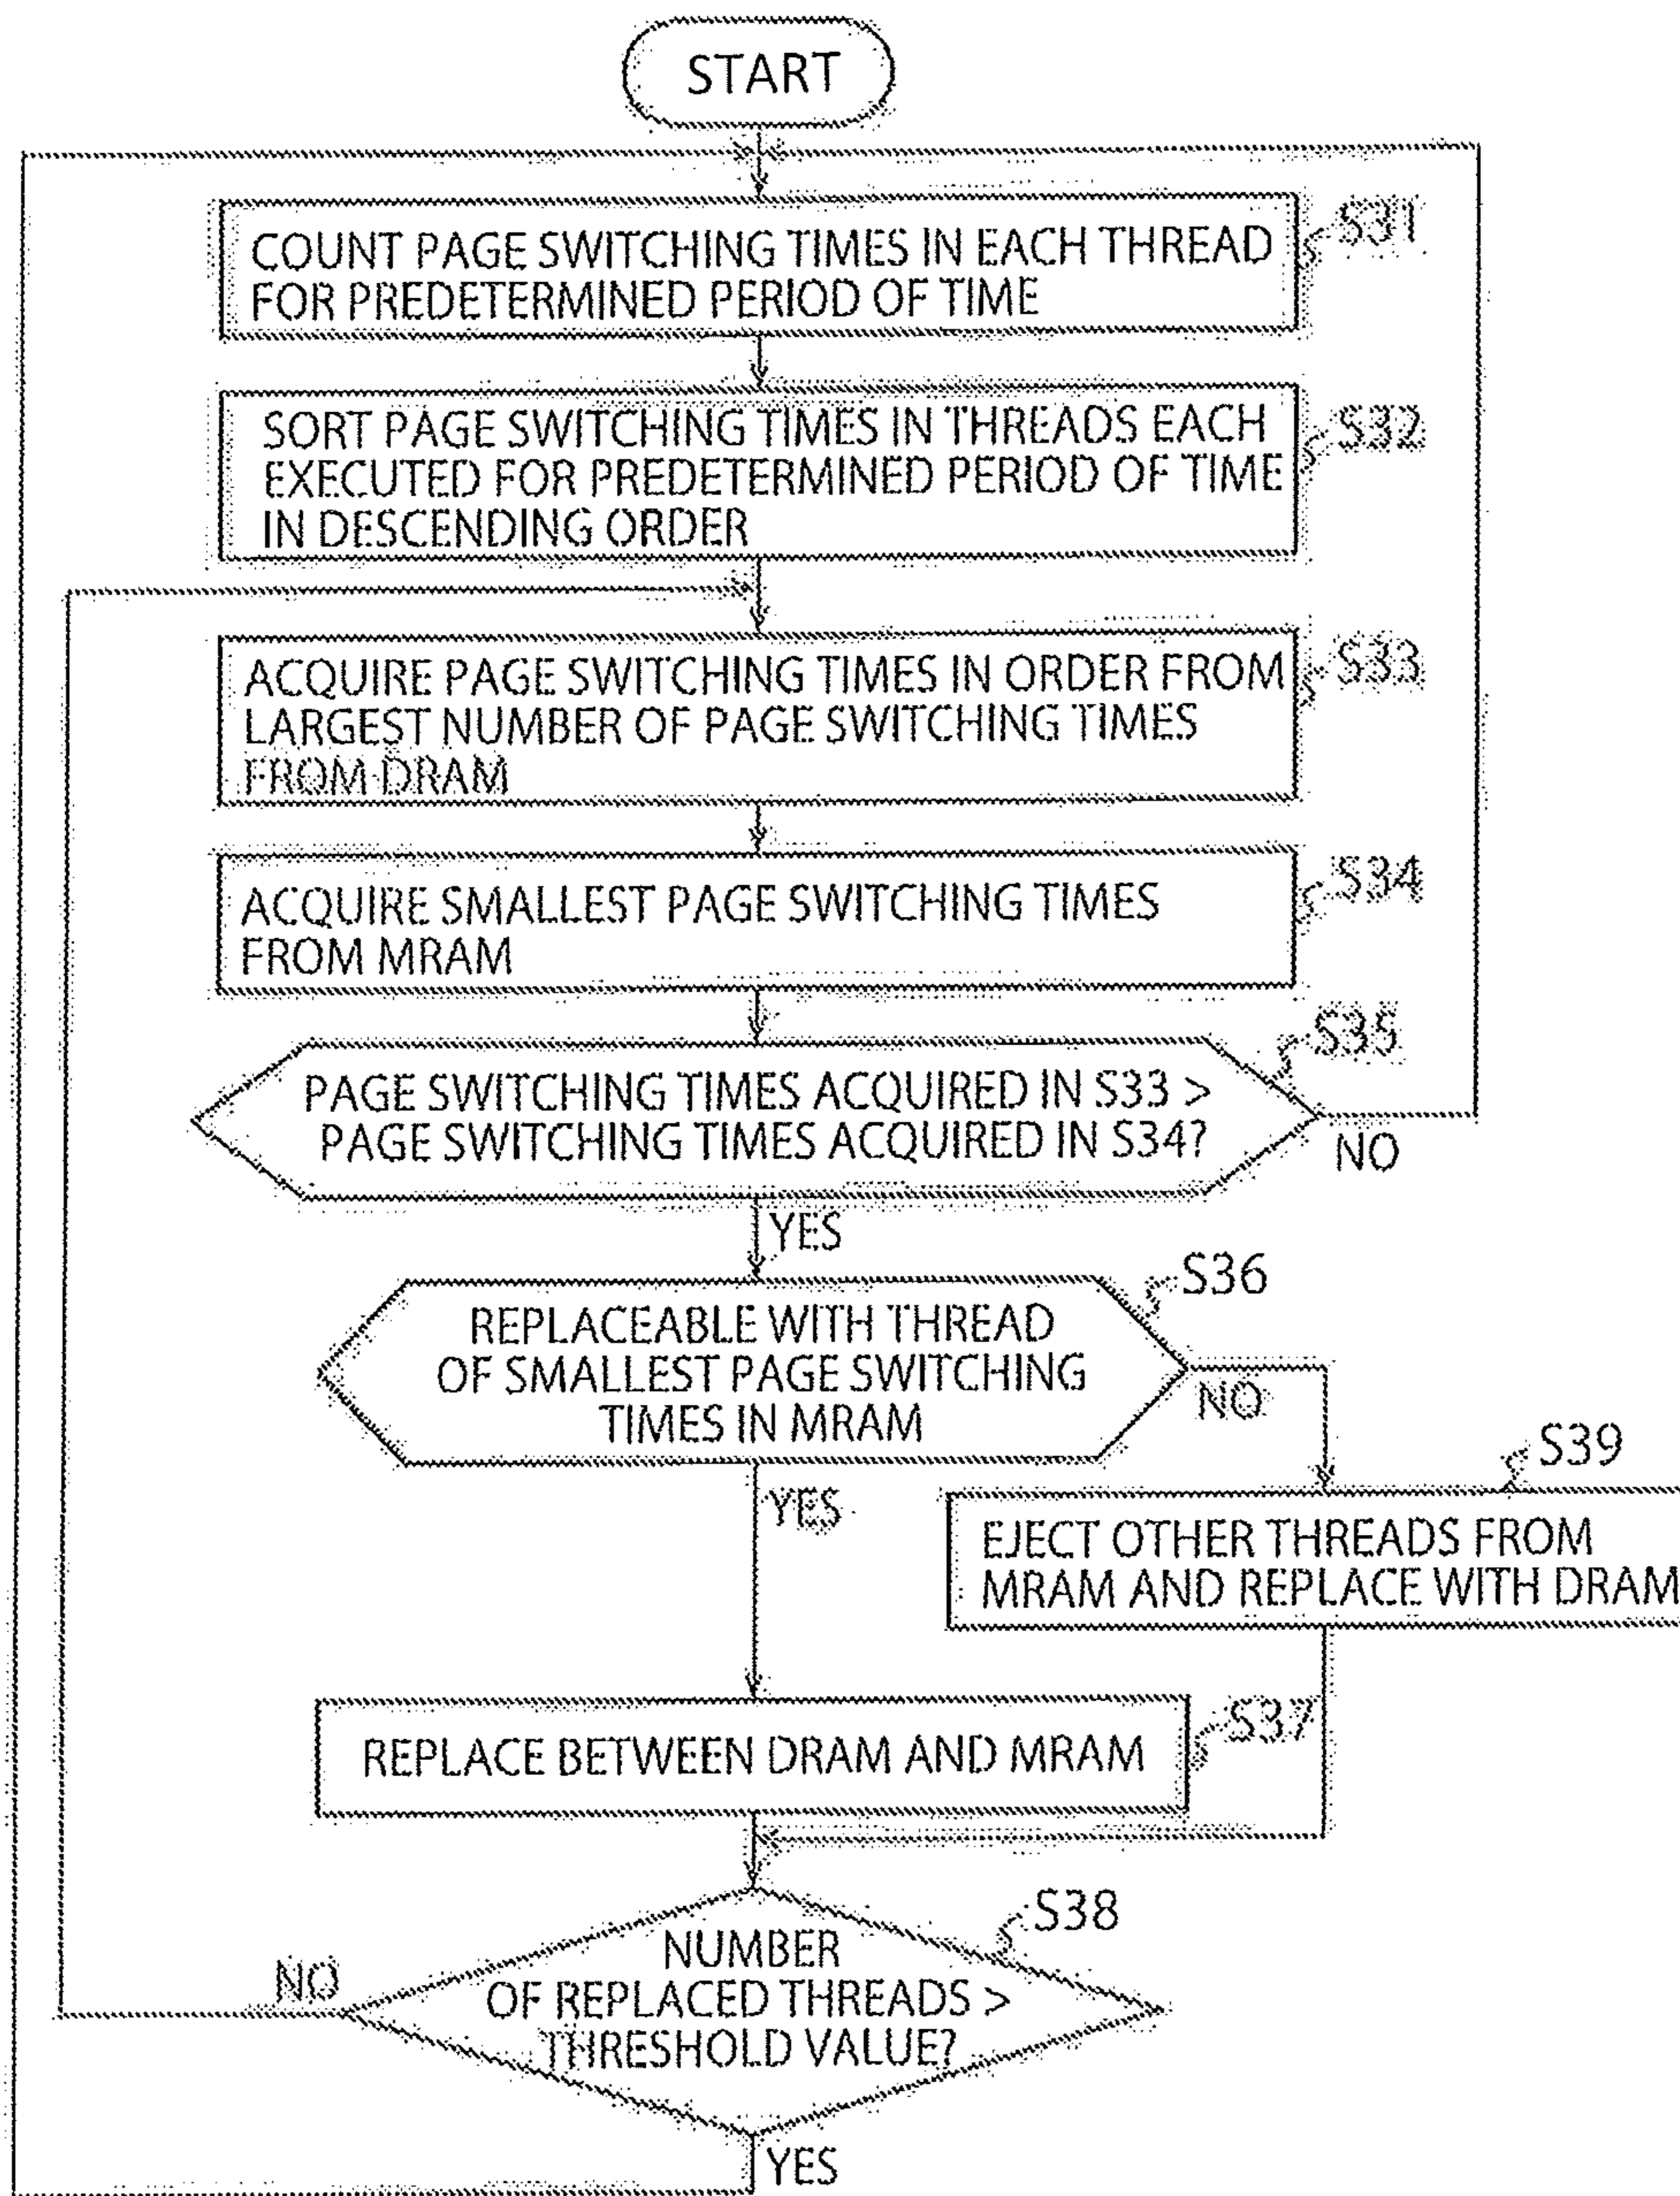 START
COUNT PAGE SWITCHING TIMES IN EACH THREAD
FOR PREDETERMINED PERIOD OF TIME
S31
SORT PAGE SWITCHING TIMES IN THREADS EACH
EXECUTED FOR PREDETERMINED PERIOD OF TIME
IN DESCENDING ORDER
S32
ACQUIRE PAGE SWITCHING TIMES IN ORDER FROM
LARGEST NUMBER OF PAGE SWITCHING TIMES
FROM DRAM
S33
ACQUIRE SMALLEST PAGE SWITCHING TIMES
FROM MRAM
S34
S35
PAGE SWITCHING TIMES ACQUIRED IN S33 >
PAGE SWITCHING TIMES ACQUIRED IN S34?
NO
YES
S36
REPLACEABLE WITH THREAD
OF SMALLEST PAGE SWITCHING
TIMES IN MRAM
NO
YES
S39
EJECT OTHER THREADS FROM
MRAM AND REPLACE WITH DRAM
S37
REPLACE BETWEEN DRAM AND MRAM
S38
NUMBER
OF REPLACED THREADS >
THRESHOLD VALUE?
NO
YES